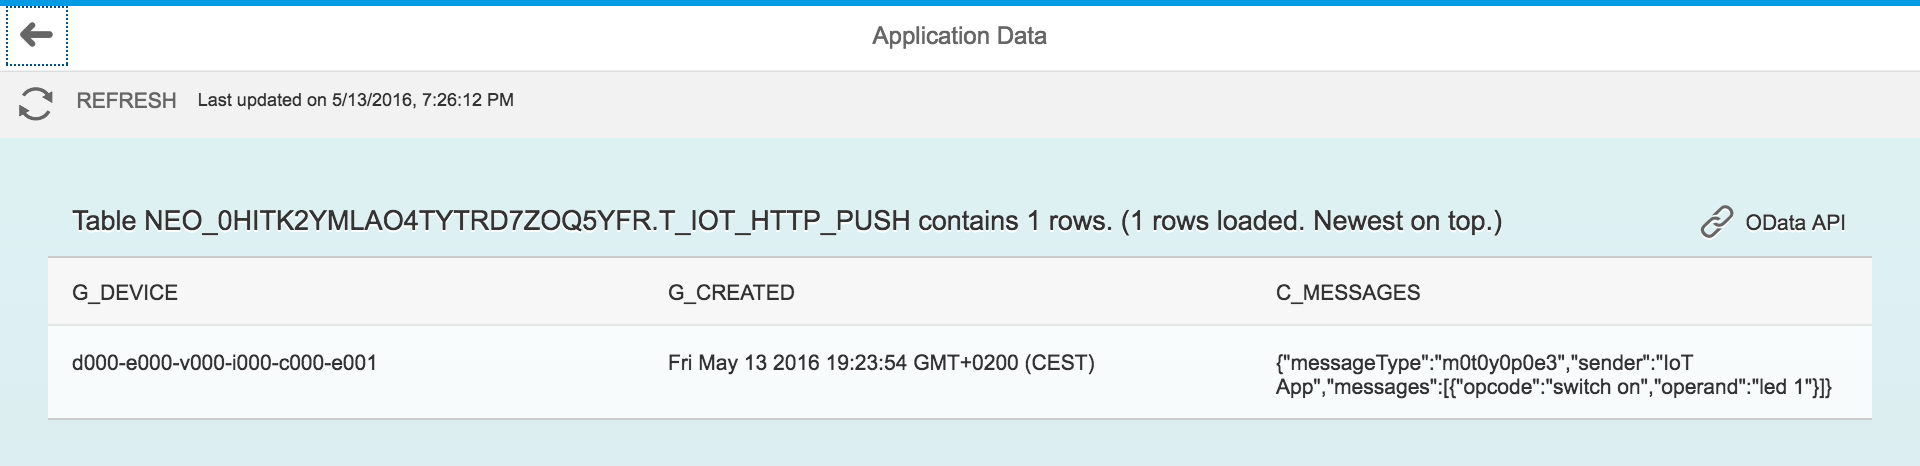 Application Data
REFRESH Last updated on 5/13/2016, 7:26:12 PM
Table NEO_0HITK2YMLAO4TYTRD7ZOQ5YFR.T_IOT_HTTP_PUSH contains 1 rows. (1 rows loaded. Newest on top.) OData API
G_DEVICE G_CREATED C_MESSAGES
d000-e000-v000-i000-c000-e001 Fri May 13 2016 19:23:54 GMT+0200 (CEST) {"messageType":"m0t0y0p0e3","sender":"IoT
App","messages":[{"opcode":"switch on","operand":"led 1"}]}